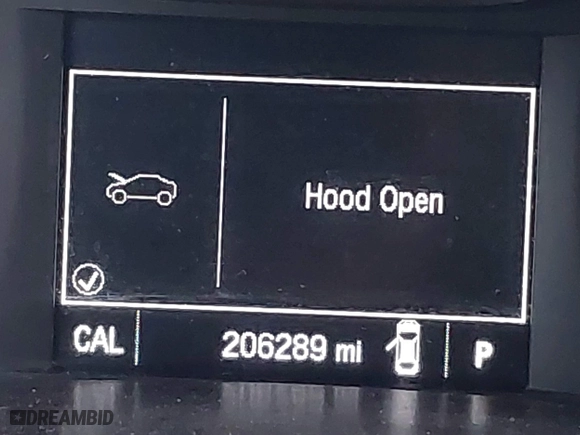 Hood Open
CAL
206289 mi
P
DREAMBID